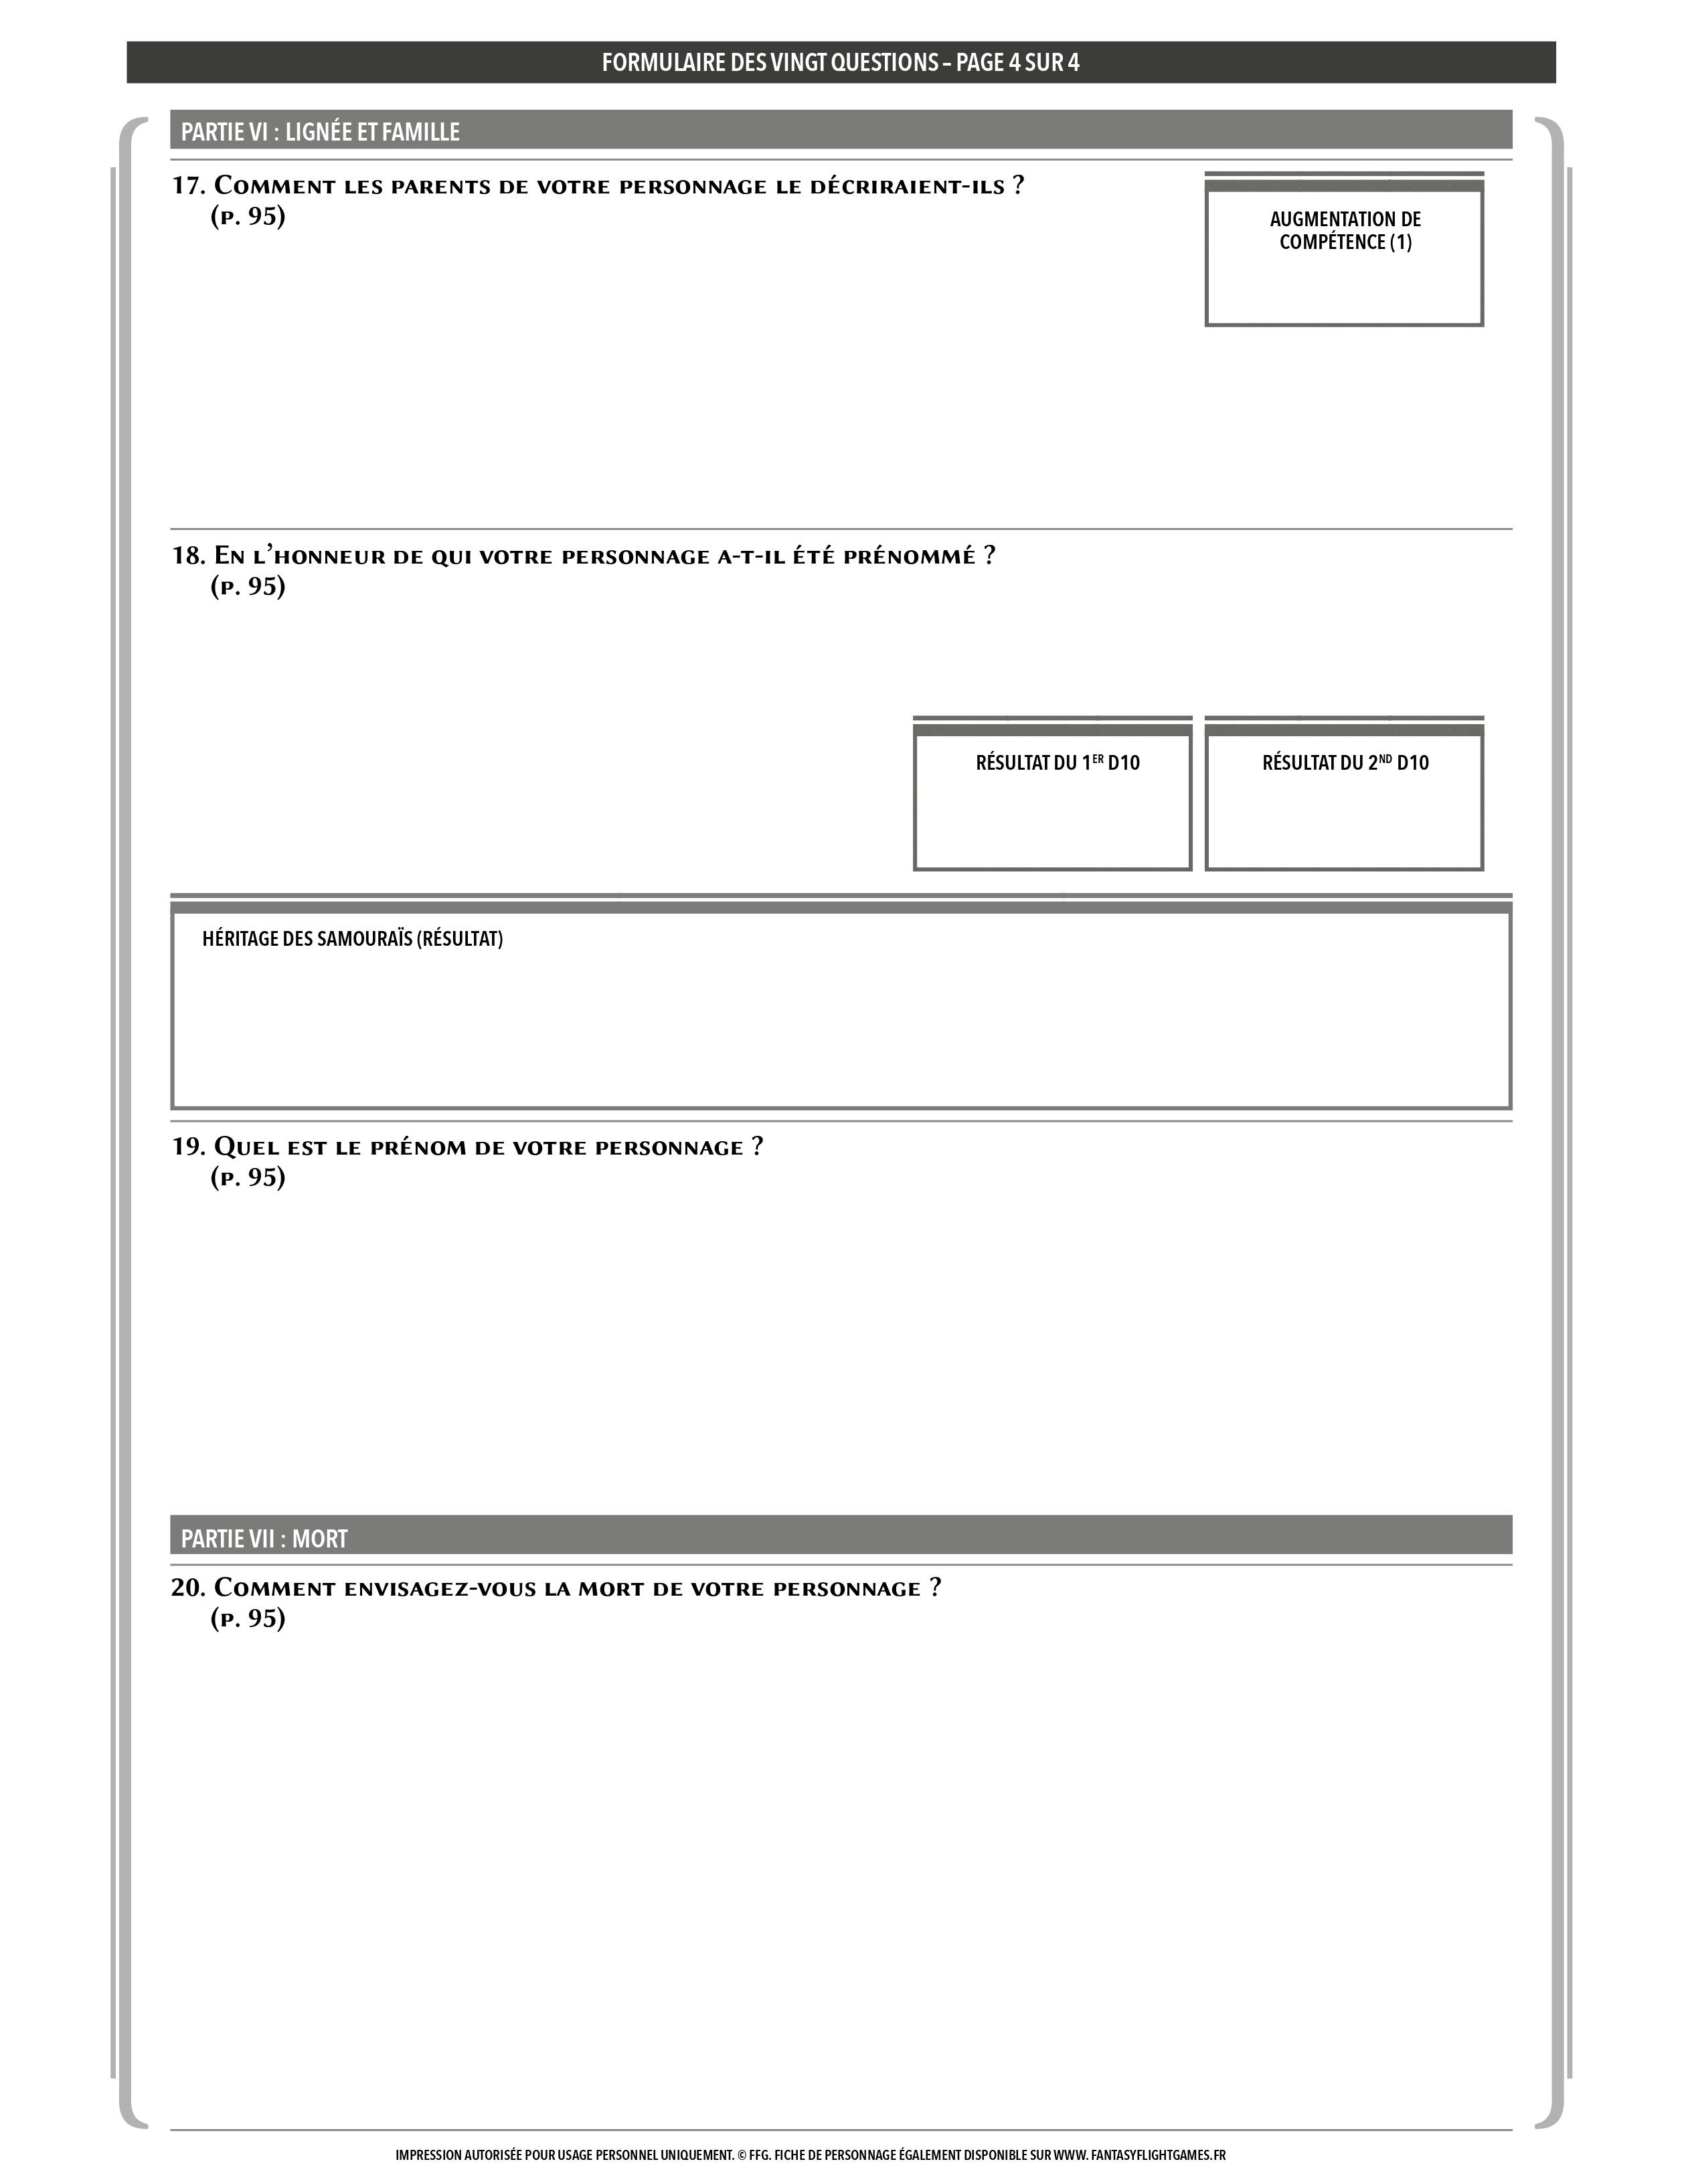 FORMULAIRE DES VINGT QUESTIONS – PAGE 4 SUR 4
PARTIE VI : LIGNÉE ET FAMILLE
17. Comment les parents de votre personnage le décriraient-ils ?
(p. 95)
AUGMENTATION DE
COMPÉTENCE (1)
18. En l’honneur de qui votre personnage a-t-il été prénommé ?
(p. 95)
RÉSULTAT DU 1ER D10
RÉSULTAT DU 2ND D10
HÉRITAGE DES SAMOURAÏS (RÉSULTAT)
19. Quel est le prénom de votre personnage ?
(p. 95)
PARTIE VII : MORT
20. Comment envisagez-vous la mort de votre personnage ?
(p. 95)
IMPRESSION AUTORISÉE POUR USAGE PERSONNEL UNIQUEMENT. © FFG. FICHE DE PERSONNAGE ÉGALEMENT DISPONIBLE SUR WWW. FANTASYFLIGHTGAMES.FR